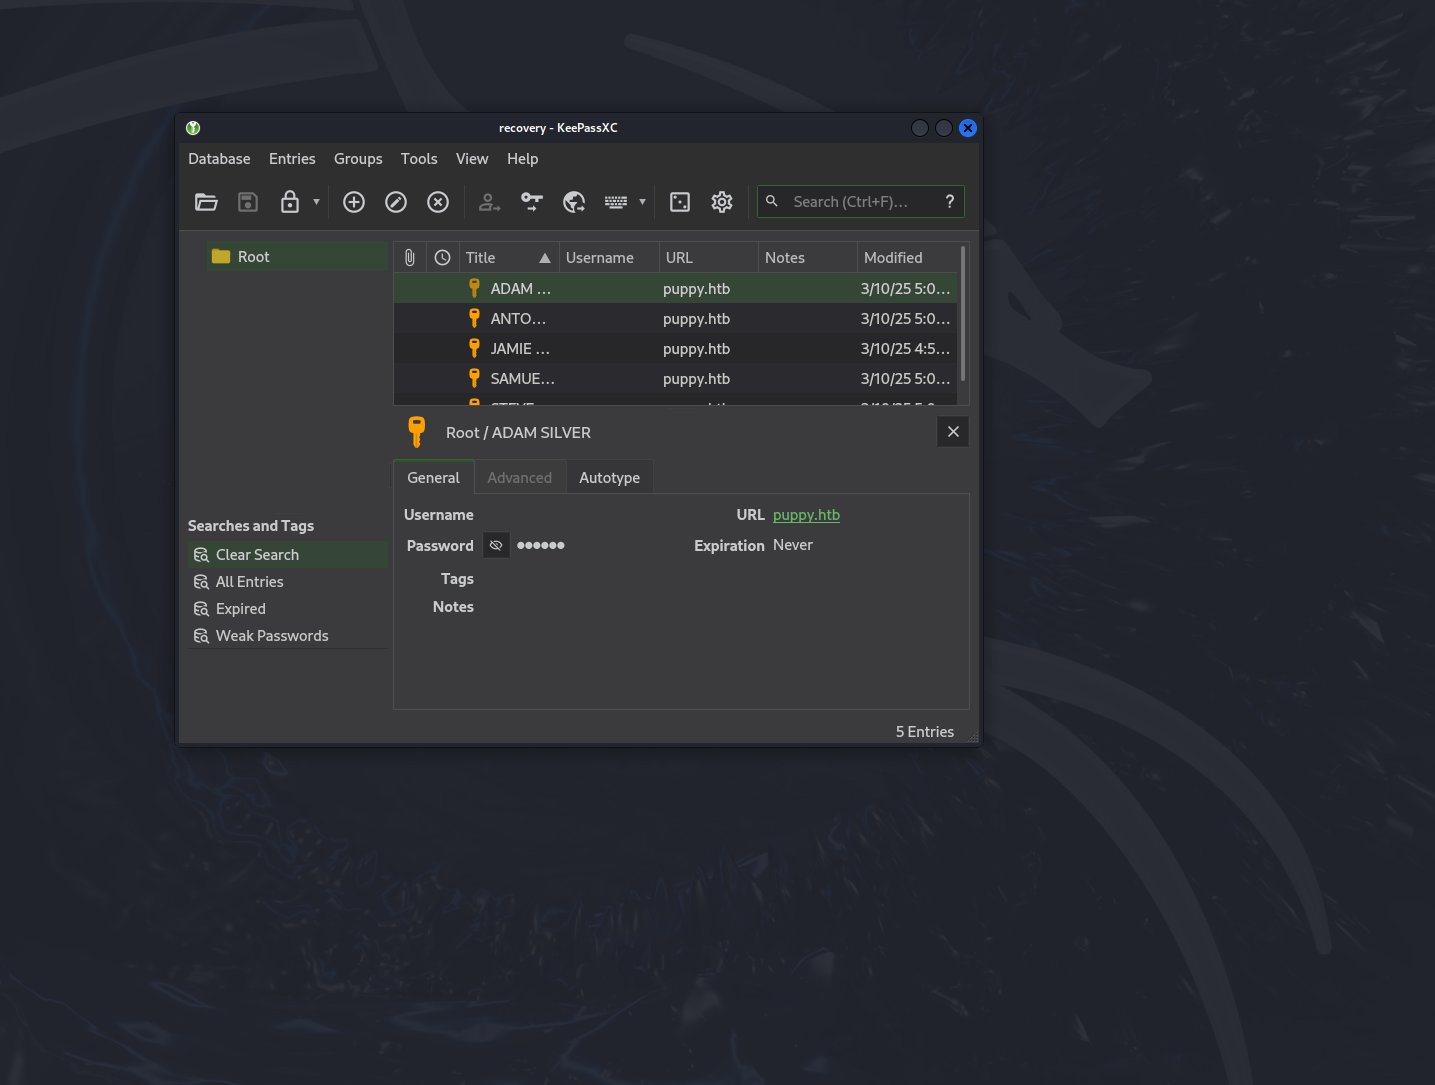 recovery - KeePassXC
Database Entries Groups Tools View Help
Search (Ctrl+F)... ?
Root
Title Username URL Notes Modified
ADAM ... puppy.htb 3/10/25 5:0...
ANTO... puppy.htb 3/10/25 5:0...
JAMIE ... puppy.htb 3/10/25 4:5...
SAMUE... puppy.htb 3/10/25 5:0...
Root / ADAM SILVER
General Advanced Autotype
Username URL puppy.htb
Password ●●●●●● Expiration Never
Tags
Notes
Searches and Tags
Clear Search
All Entries
Expired
Weak Passwords
5 Entries